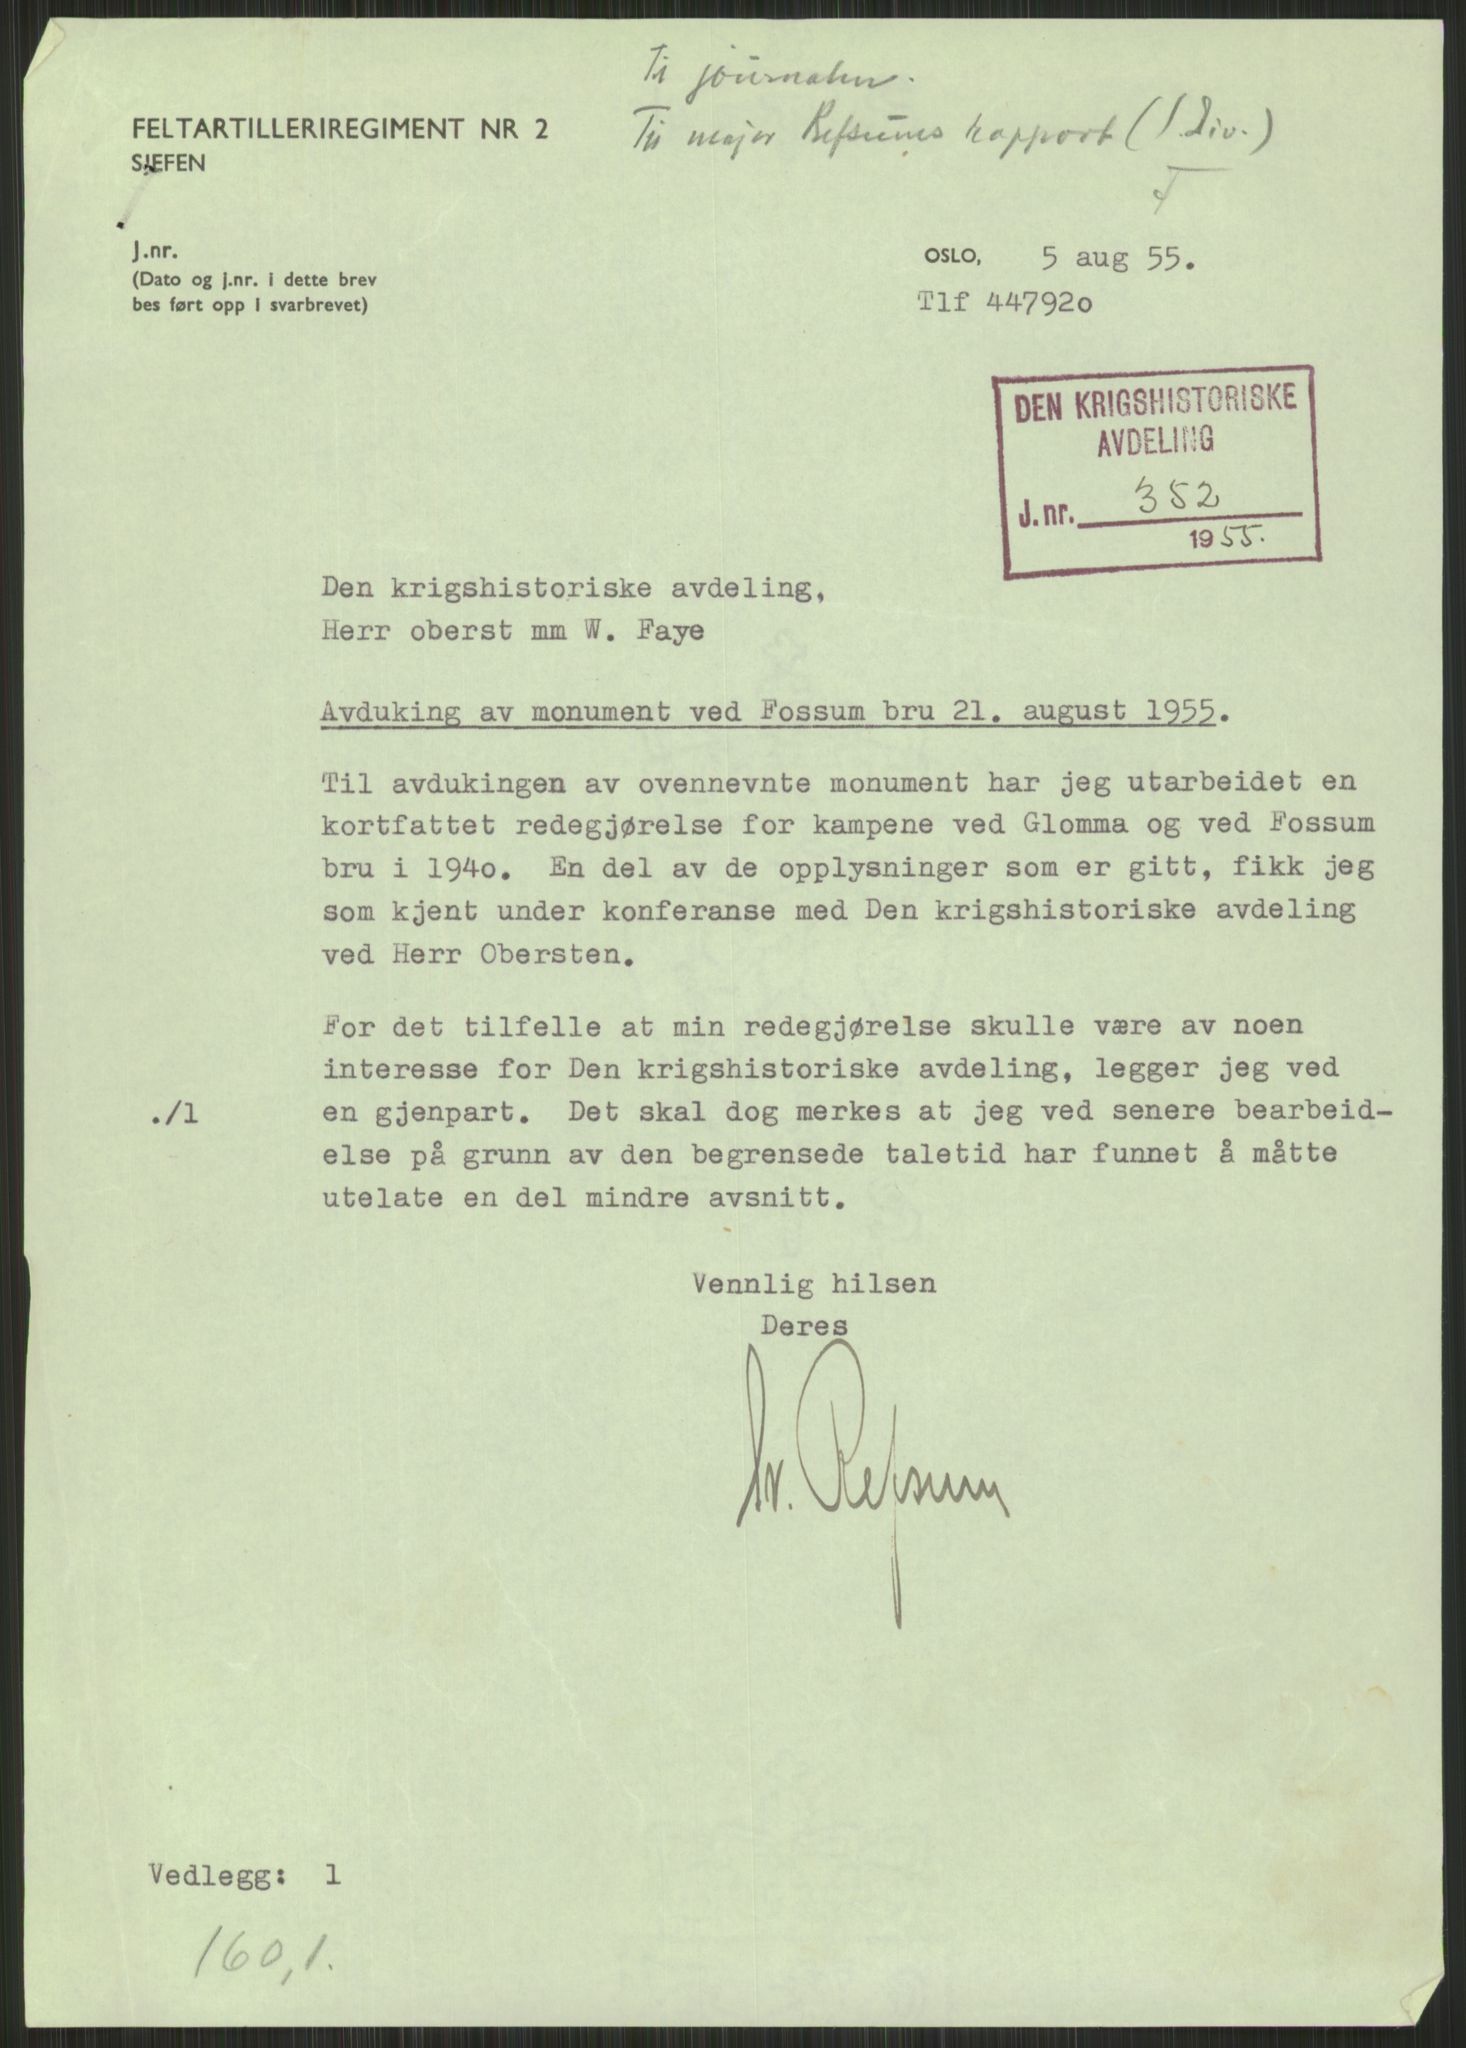 Til journalen.
Til major Refsums rapport (1. Div.)
F
FELTARTILLERIREGIMENT NR 2
SJEFEN
J.nr.
(Dato og j.nr. i dette brev
bes ført opp i svarbrevet)
OSLO, 5 aug 55.
Tlf 44792o
DEN KRIGSHISTORISKE
AVDELING
J. nr. 352
1955.
Den krigshistoriske avdeling,
Herr oberst mm W. Faye
Avduking av monument ved Fossum bru 21. august 1955.
Til avdukingen av ovennevnte monument har jeg utarbeidet en
kortfattet redegjørelse for kampene ved Glomma og ved Fossum
bru i 194o. En del av de opplysninger som er gitt, fikk jeg
som kjent under konferanse med Den krigshistoriske avdeling
ved Herr Obersten.
For det tilfelle at min redegjørelse skulle være av noen
interesse for Den krigshistoriske avdeling, legger jeg ved
./1 en gjenpart. Det skal dog merkes at jeg ved senere bearbeid-
else på grunn av den begrensede taletid har funnet å måtte
utelate en del mindre avsnitt.
Vennlig hilsen
Deres
Sv. Refsum
Vedlegg: 1
160,1.